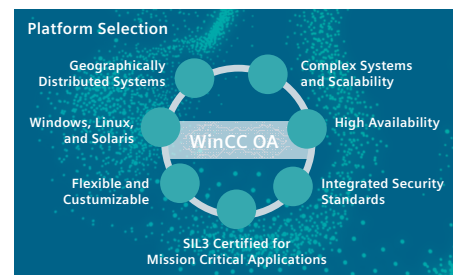 Platform Selection
Geographically
Distributed Systems
Complex Systems
and Scalability
Windows, Linux,
and Solaris
WinCC OA
High Availability
Flexible and
Custumizable
Integrated Security
Standards
SIL3 Certified for
Mission Critical Applications